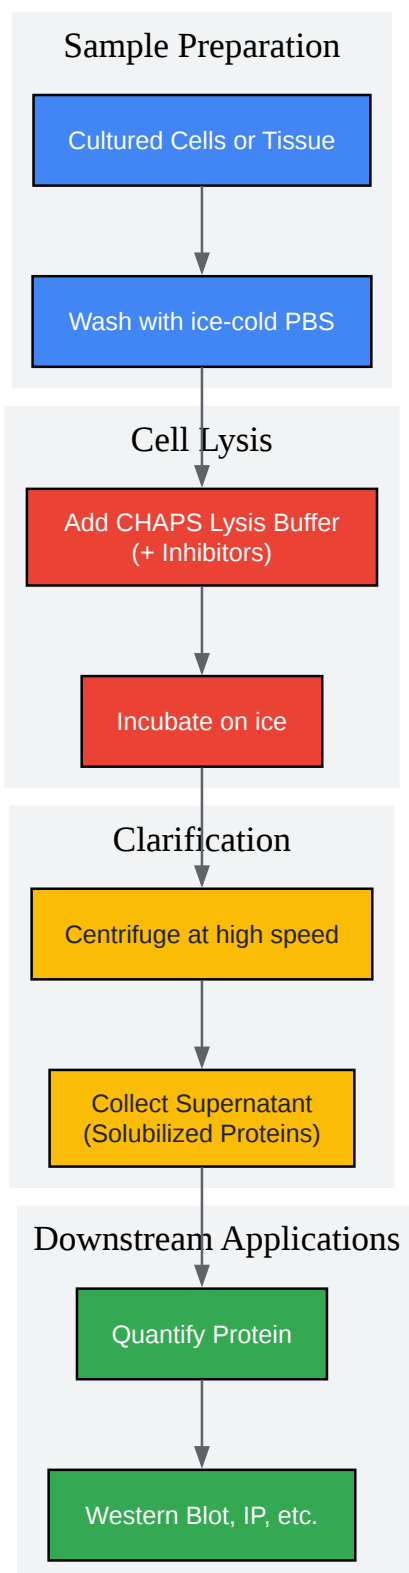 Sample Preparation
Cultured Cells or Tissue
Wash with ice-cold PBS
Cell Lysis
Add CHAPS Lysis Buffer
(+ Inhibitors)
Incubate on ice
Clarification
Centrifuge at high speed
Collect Supernatant
(Solubilized Proteins)
Downstream Applications
Quantify Protein
Western Blot, IP, etc.